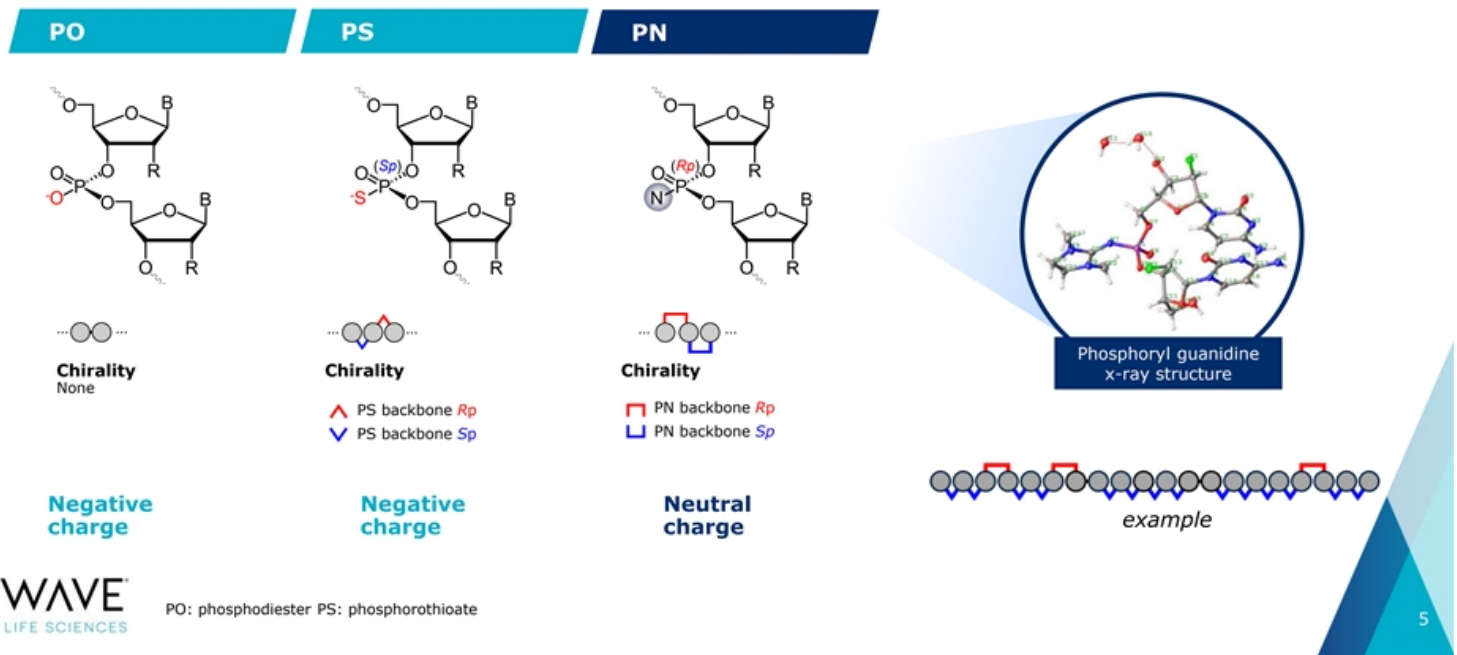 PO
PS
PN
O
O
B
O
O
R
P
-O
O
O
B
O
R
O
O
B
(Sp)
O
O
R
P
-S
O
O
B
O
R
O
O
B
(Rp)
O
O
R
P
N
O
O
B
O
R
Chirality
None
Chirality
PS backbone Rp
PS backbone Sp
Chirality
PN backbone Rp
PN backbone Sp
Negative
charge
Negative
charge
Neutral
charge
Phosphoryl guanidine
x-ray structure
example
WAVE
LIFE SCIENCES
PO: phosphodiester PS: phosphorothioate
5